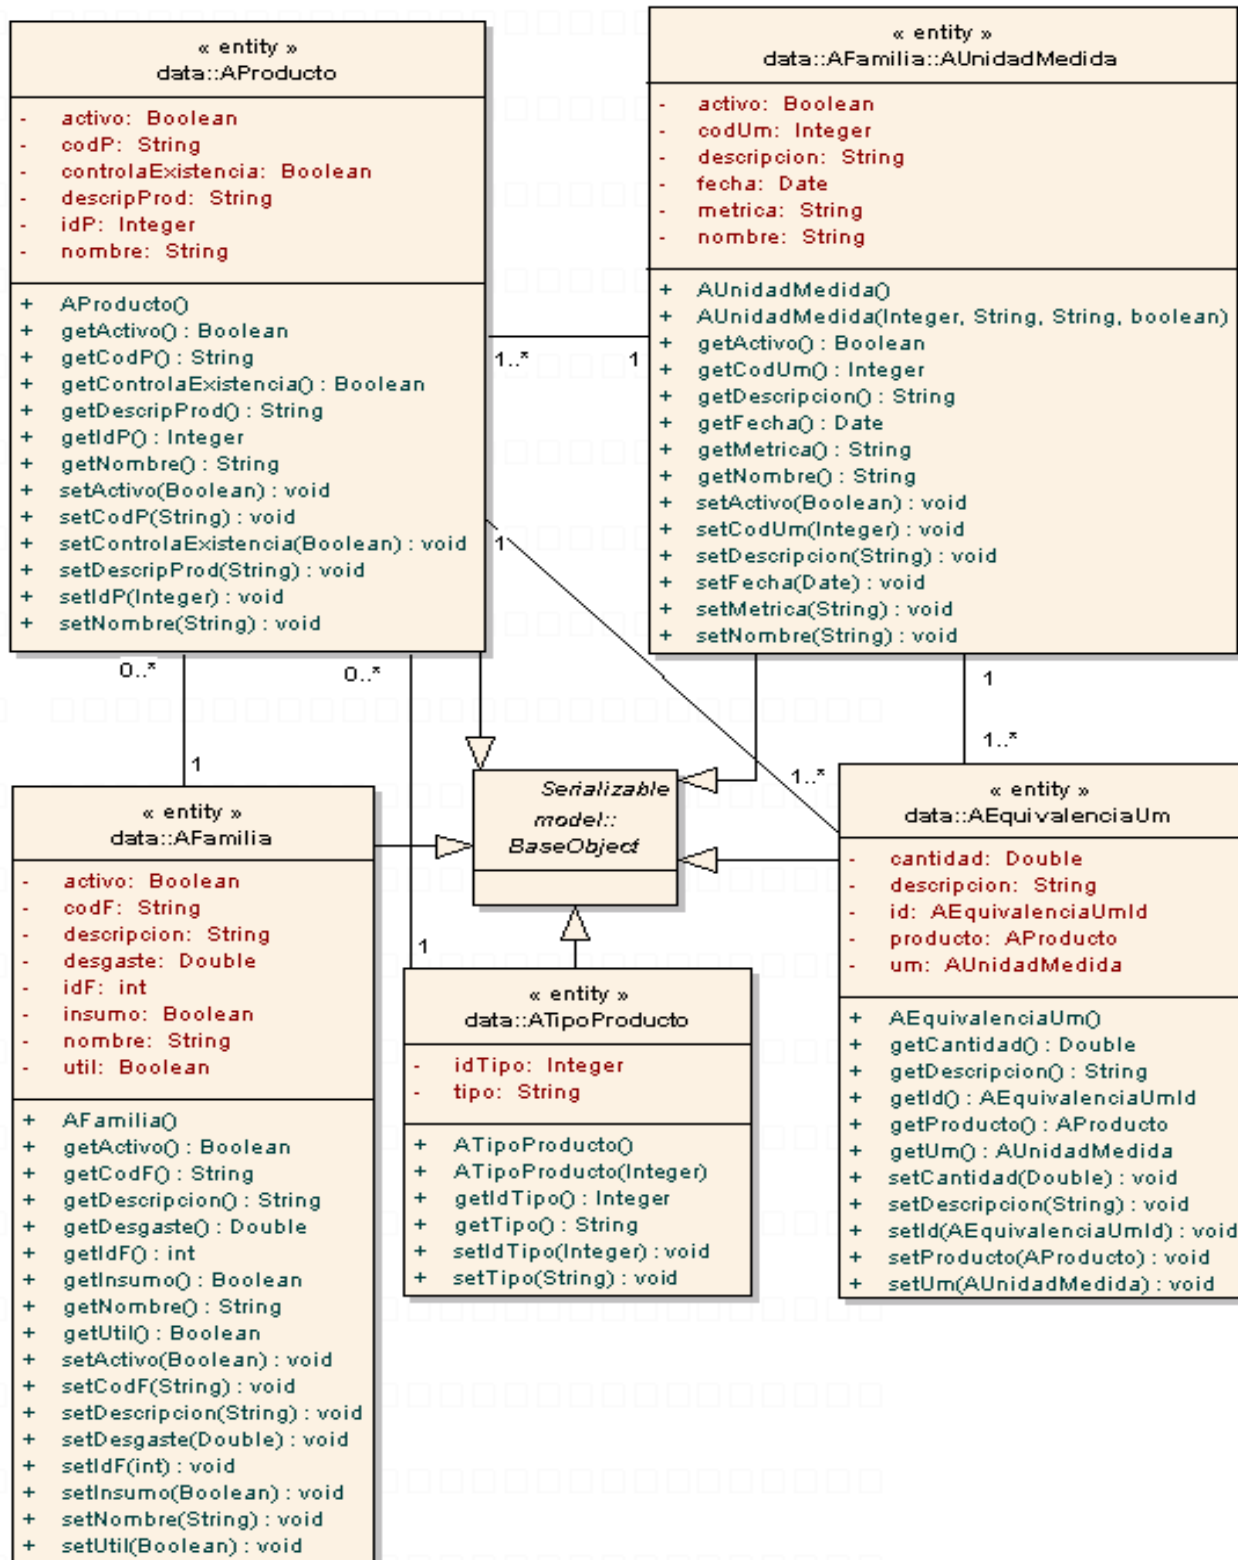 « entity »
data::AProducto
- activo: Boolean
- codP: String
- controlaExistencia: Boolean
- descripProd: String
- idP: Integer
- nombre: String
+ AProducto()
+ getActivo() : Boolean
+ getCodP() : String
+ getControlaExistencia() : Boolean
+ getDescripProd() : String
+ getIdP() : Integer
+ getNombre() : String
+ setActivo(Boolean) : void
+ setCodP(String) : void
+ setControlaExistencia(Boolean) : void
+ setDescripProd(String) : void
+ setIdP(Integer) : void
+ setNombre(String) : void
« entity »
data::AFamilia::AUnidadMedida
- activo: Boolean
- codUm: Integer
- descripcion: String
- fecha: Date
- metrica: String
- nombre: String
+ AUnidadMedida()
+ AUnidadMedida(Integer, String, String, boolean)
+ getActivo() : Boolean
+ getCodUm() : Integer
+ getDescripcion() : String
+ getFecha() : Date
+ getMetrica() : String
+ getNombre() : String
+ setActivo(Boolean) : void
+ setCodUm(Integer) : void
+ setDescripcion(String) : void
+ setFecha(Date) : void
+ setMetrica(String) : void
+ setNombre(String) : void
1..*
1
1
0..*
0..*
1
1
1..*
1..*
1
Serializable
model::
BaseObject
« entity »
data::AFamilia
- activo: Boolean
- codF: String
- descripcion: String
- desgaste: Double
- idF: int
- insumo: Boolean
- nombre: String
- util: Boolean
+ AFamilia()
+ getActivo() : Boolean
+ getCodF() : String
+ getDescripcion() : String
+ getDesgaste() : Double
+ getIdF() : int
+ getInsumo() : Boolean
+ getNombre() : String
+ getUtil() : Boolean
+ setActivo(Boolean) : void
+ setCodF(String) : void
+ setDescripcion(String) : void
+ setDesgaste(Double) : void
+ setIdF(int) : void
+ setInsumo(Boolean) : void
+ setNombre(String) : void
+ setUtil(Boolean) : void
« entity »
data::ATipoProducto
- idTipo: Integer
- tipo: String
+ ATipoProducto()
+ ATipoProducto(Integer)
+ getIdTipo() : Integer
+ getTipo() : String
+ setIdTipo(Integer) : void
+ setTipo(String) : void
« entity »
data::AEquivalenciaUm
- cantidad: Double
- descripcion: String
- id: AEquivalenciaUmId
- producto: AProducto
- um: AUnidadMedida
+ AEquivalenciaUm()
+ getCantidad() : Double
+ getDescripcion() : String
+ getId() : AEquivalenciaUmId
+ getProducto() : AProducto
+ getUm() : AUnidadMedida
+ setCantidad(Double) : void
+ setDescripcion(String) : void
+ setId(AEquivalenciaUmId) : void
+ setProducto(AProducto) : void
+ setUm(AUnidadMedida) : void